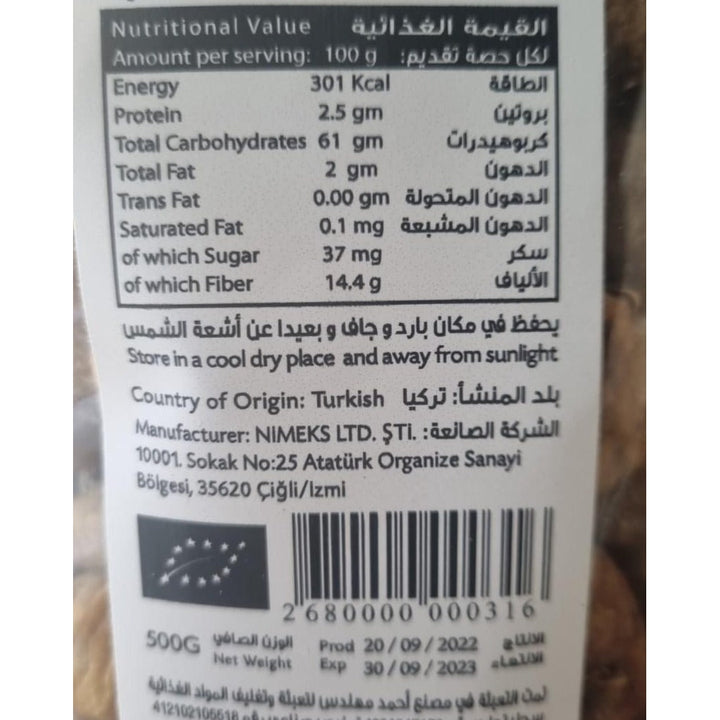 Nutritional Value القيمة الغذائية
Amount per serving: 100 g لكل حصة تقديم:
Energy 301 Kcal الطاقة
Protein 2.5 gm بروتين
Total Carbohydrates 61 gm كربوهيدرات
Total Fat 2 gm الدهون
Trans Fat 0.00 gm الدهون المتحولة
Saturated Fat 0.1 mg الدهون المشبعة
of which Sugar 37 mg سكر
of which Fiber 14.4 g الألياف
يحفظ في مكان بارد و جاف و بعيدا عن أشعة الشمس
Store in a cool dry place and away from sunlight
Country of Origin: Turkish بلد المنشأ: تركيا
Manufacturer: NIMEKS LTD. ŞTi. الشركة الصانعة:
10001. Sokak No:25 Atatürk Organize Sanayi
Bölgesi, 35620 Çiğli/Izmi
2 680000 000316
500G الوزن الصافي Prod 20/09/2022 الانتاج
Net Weight Exp 30/09/2023 الانتهاء
تمت التعبئة في مصنع أحمد مهلدس للتعبئة وتغليف المواد الغذائية